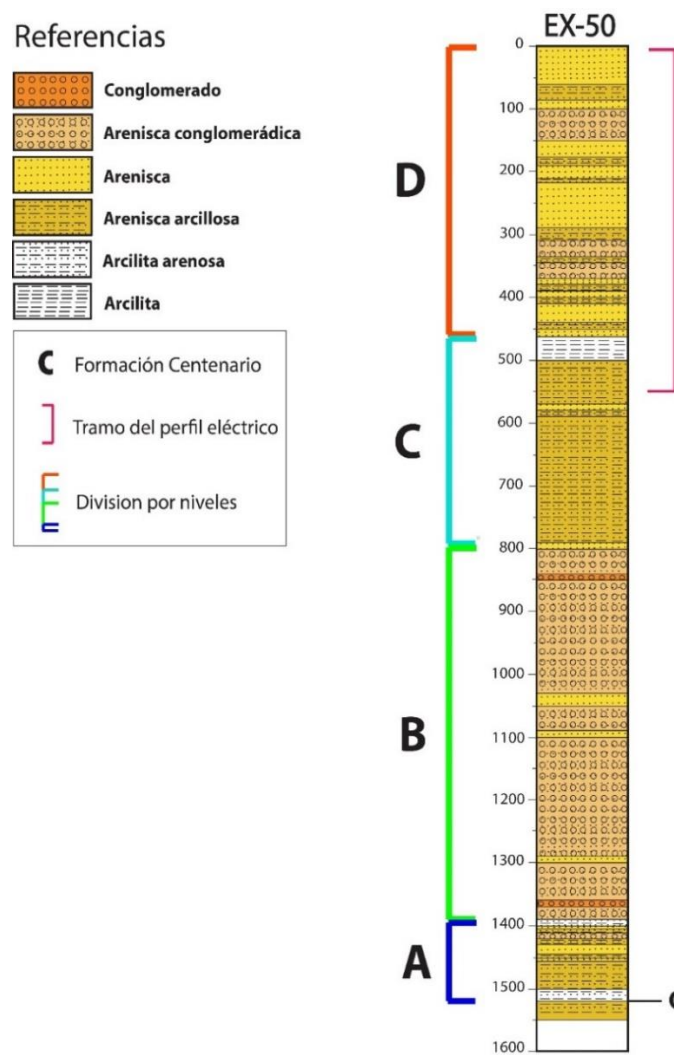 Referencias
Conglomerado
Arenisca conglomerádica
Arenisca
Arenisca arcillosa
Arcilita arenosa
Arcilita
C Formación Centenario
Tramo del perfil eléctrico
Division por niveles
EX-50
0
100
200
300
400
500
600
700
800
900
1000
1100
1200
1300
1400
1500
1600
D
C
B
A